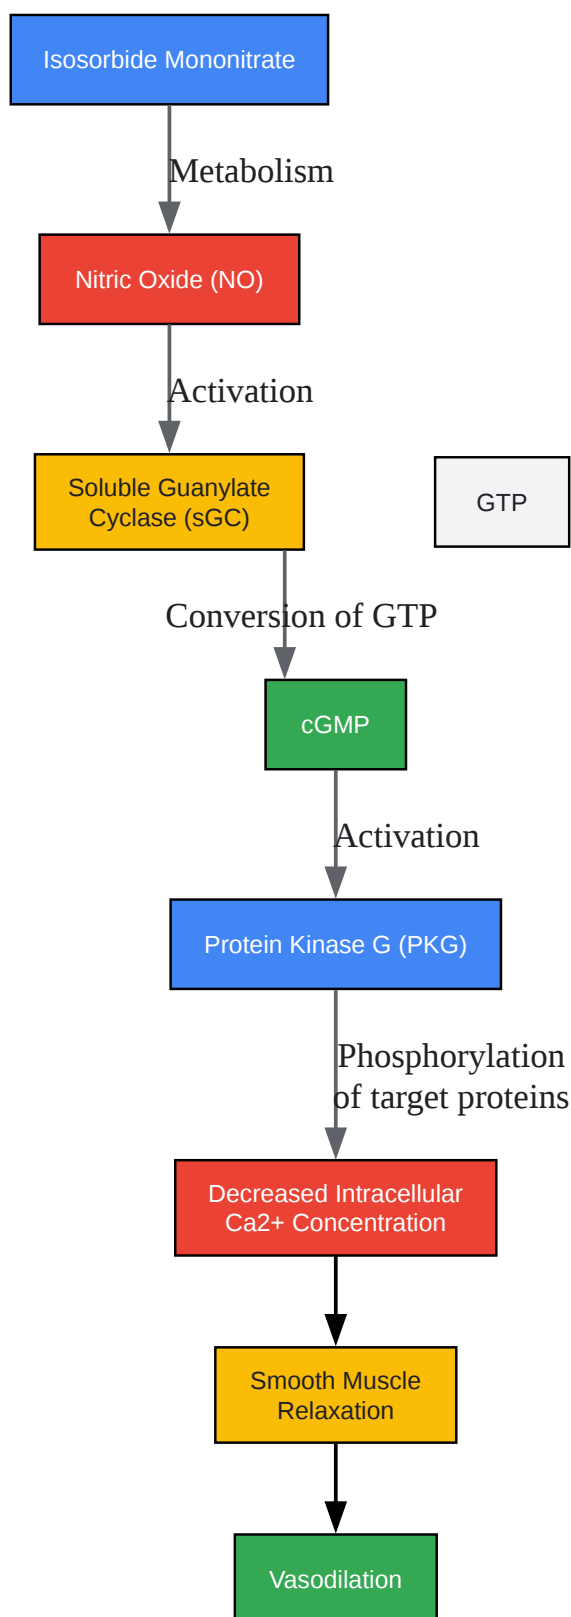 Isosorbide Mononitrate
Metabolism
Nitric Oxide (NO)
Activation
Soluble Guanylate
Cyclase (sGC)
GTP
Conversion of GTP
cGMP
Activation
Protein Kinase G (PKG)
Phosphorylation
of target proteins
Decreased Intracellular
Ca2+ Concentration
Smooth Muscle
Relaxation
Vasodilation